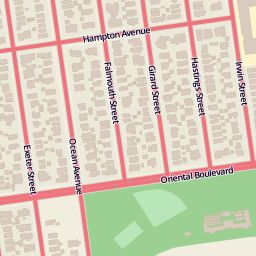 Hampton Avenue
Falmouth Street
Girard Street
Hastings Street
Irwin Street
Exeter Street
Ocean Avenue
Oriental Boulevard